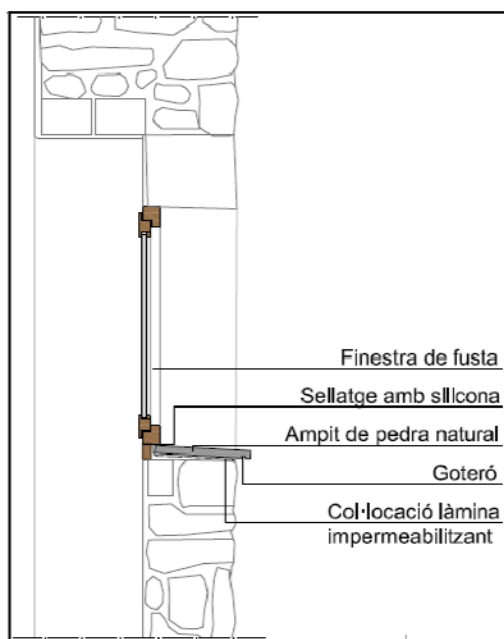 Finestra de fusta
Sellatge amb silicona
Ampit de pedra natural
Goteró
Col·locació làmina
impermeabilitzant